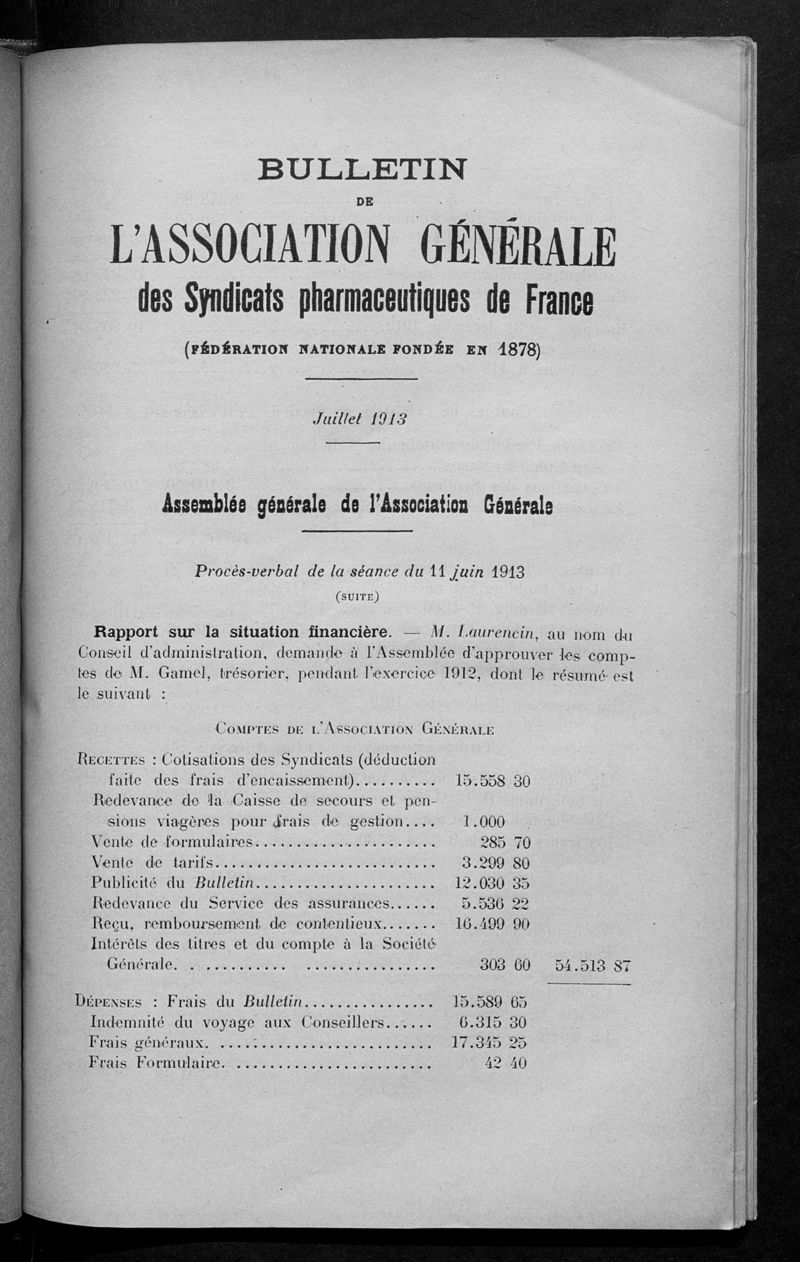 BULLETIN
DE
L'ASSOCIATION GÉNÉRALE
des Syndicats pharmaceutiques de France
(FÉDÉRATION NATIONALE FONDÉE EN 1878)
Juillet 1913
Assemblée générale de l'Association Générale
Procès-verbal de la séance du 11 juin 1913
(SUITE)
Rapport sur la situation financière. — M. Laurencin, au nom du
Conseil d'administration, demande à l'Assemblée d'approuver les comp-
tes de M. Gamel, trésorier, pendant l'exercice 1912, dont le résumé est
le suivant :
COMPTES DE L'ASSOCIATION GÉNÉRALE
RECETTES : Cotisations des Syndicats (déduction
faite des frais d'encaissement).......... 15.558 30
Redevance de la Caisse de secours et pen-
sions viagères pour frais de gestion.... 1.000
Vente de formulaires...................... 285 70
Vente de tarifs........................... 3.299 80
Publicité du Bulletin...................... 12.030 35
Redevance du Service des assurances...... 5.536 22
Reçu, remboursement de contentieux....... 16.499 90
Intérêts des titres et du compte à la Société
Générale. . .......... ................ 303 60 54.513 87
DÉPENSES : Frais du Bulletin................ 15.589 65
Indemnité du voyage aux Conseillers...... 6.315 30
Frais généraux. .......................... 17.345 25
Frais Formulaire. ........................ 42 40